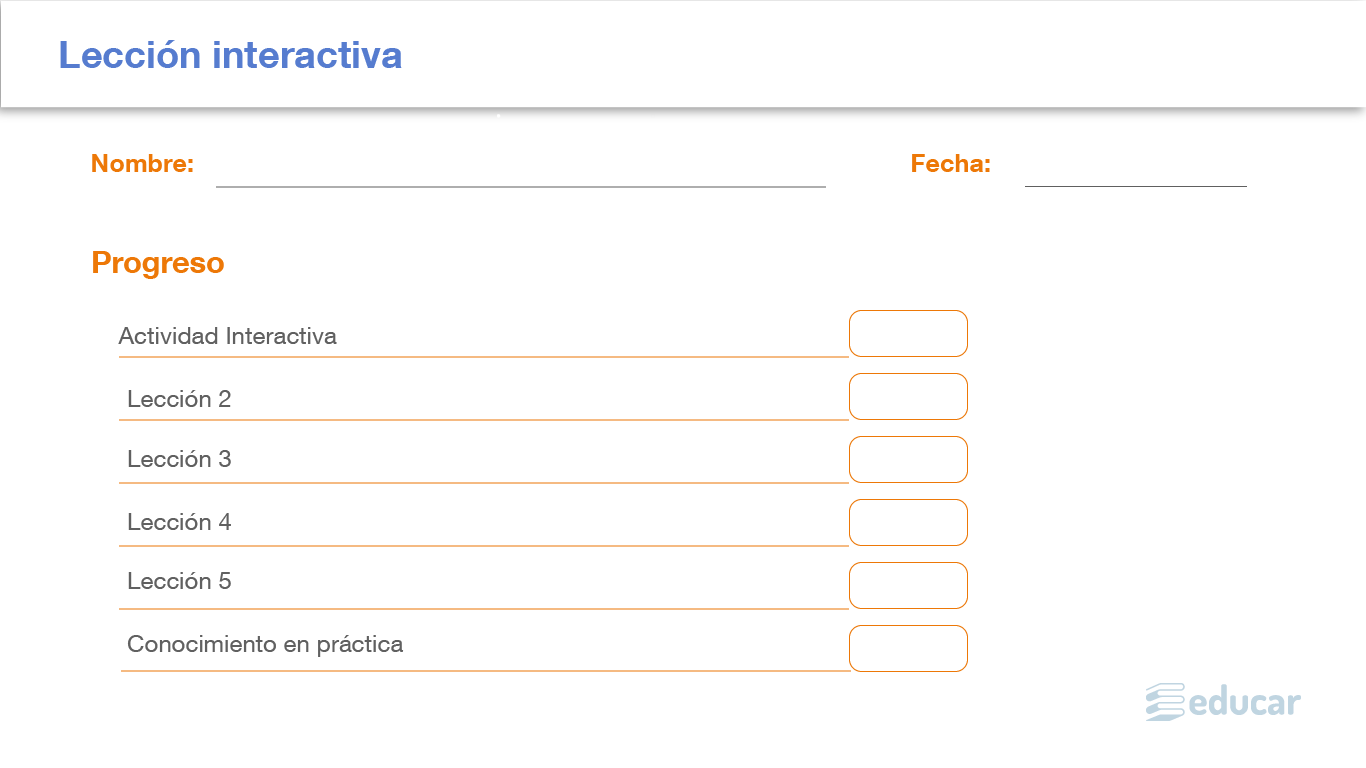 Lección interactiva
Nombre: Fecha:
Progreso
Actividad Interactiva
Lección 2
Lección 3
Lección 4
Lección 5
Conocimiento en práctica
educar